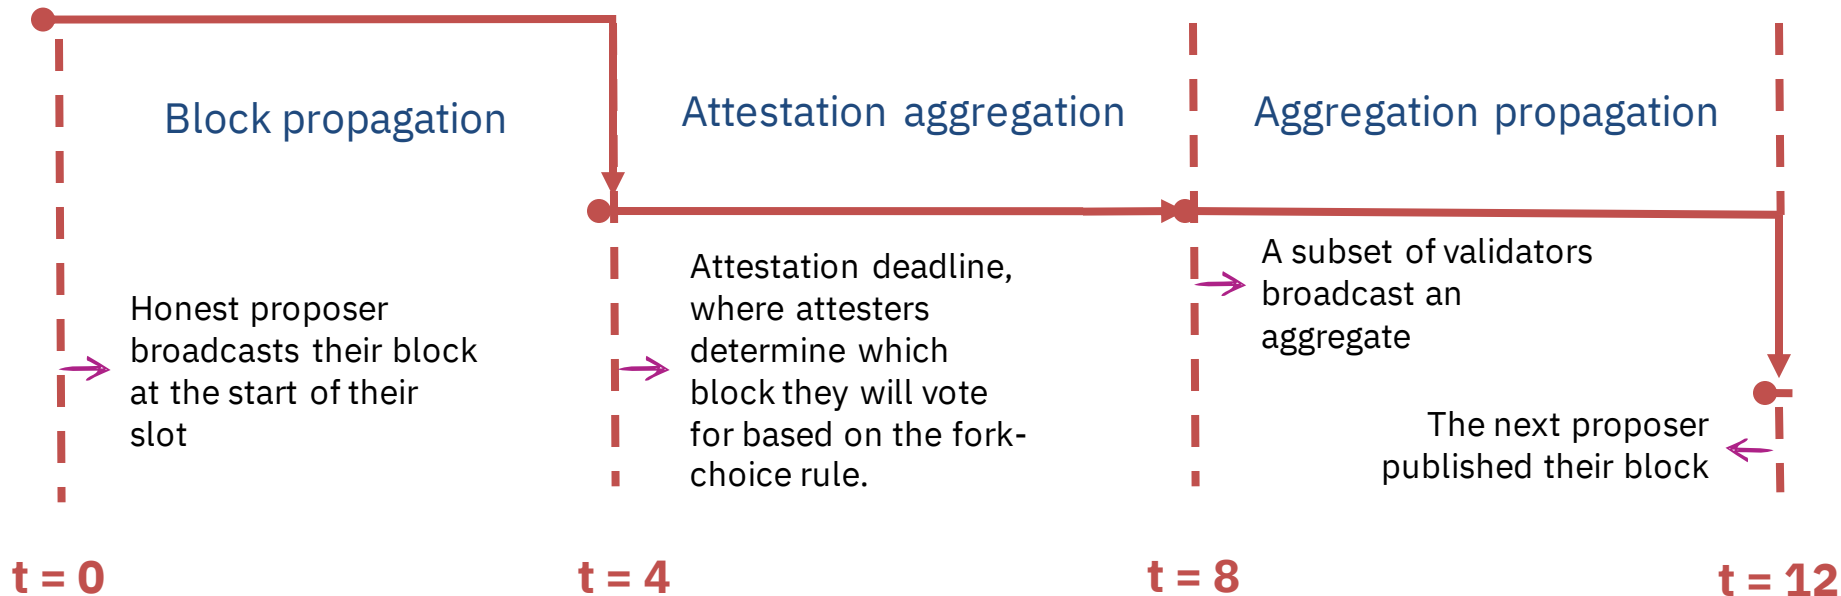 Block propagation
Attestation aggregation
Aggregation propagation
Honest proposer
broadcasts their block
at the start of their
slot
Attestation deadline,
where attesters
determine which
block they will vote
for based on the fork-
choice rule.
A subset of validators
broadcast an
aggregate
The next proposer
published their block
t = 0
t = 4
t = 8
t = 12